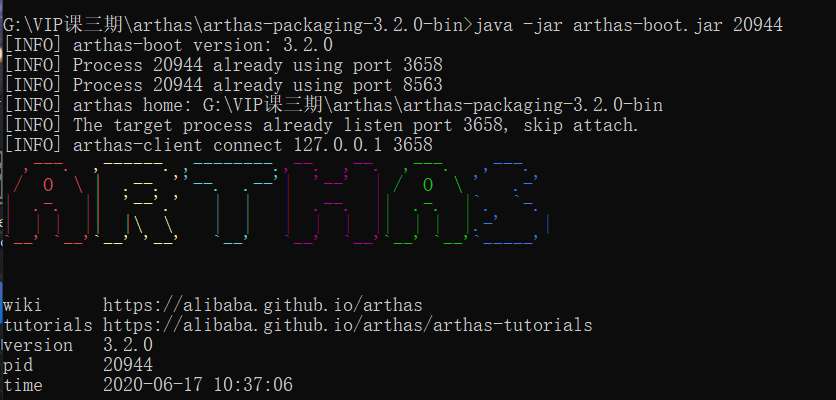 G:\VIP课三期\arthas\arthas-packaging-3.2.0-bin>java -jar arthas-boot.jar 20944
[INFO] arthas-boot version: 3.2.0
[INFO] Process 20944 already using port 3658
[INFO] Process 20944 already using port 8563
[INFO] arthas home: G:\VIP课三期\arthas\arthas-packaging-3.2.0-bin
[INFO] The target process already listen port 3658, skip attach.
[INFO] arthas-client connect 127.0.0.1 3658
ARTHAS
wiki https://alibaba.github.io/arthas
tutorials https://alibaba.github.io/arthas/arthas-tutorials
version 3.2.0
pid 20944
time 2020-06-17 10:37:06